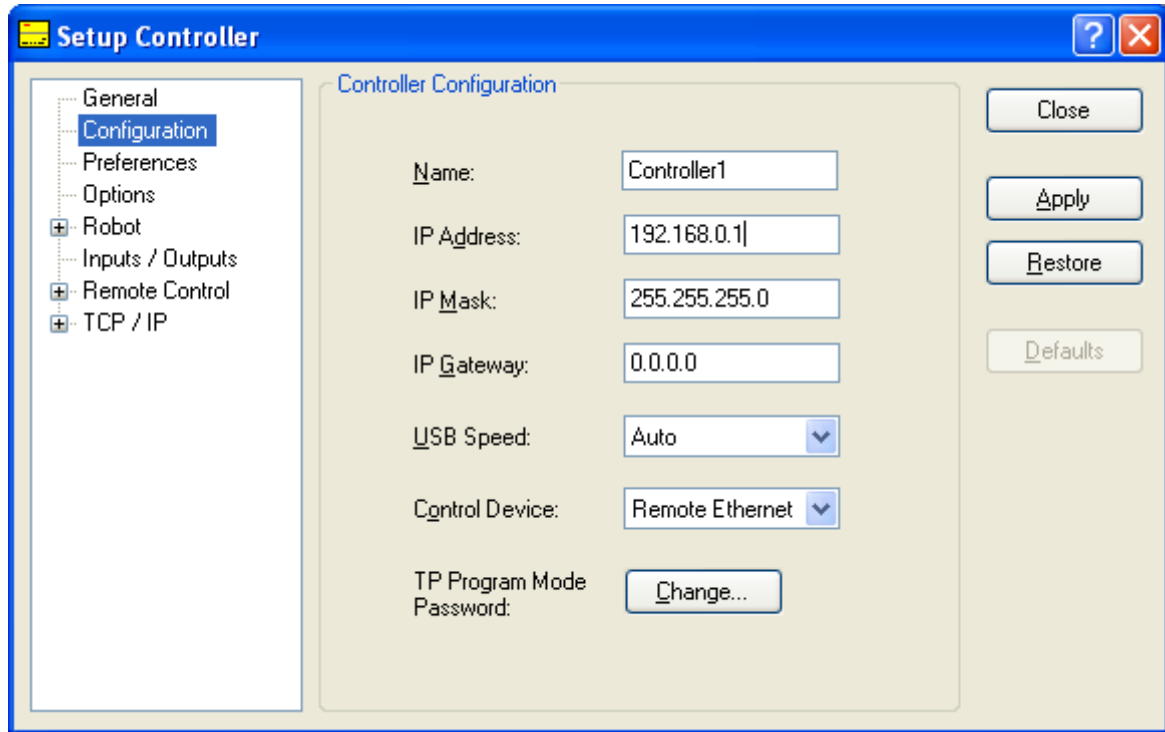 Setup Controller
General
Configuration
Preferences
Options
Robot
Inputs / Outputs
Remote Control
TCP / IP
Controller Configuration
Name: Controller1
IP Address: 192.168.0.1
IP Mask: 255.255.255.0
IP Gateway: 0.0.0.0
USB Speed: Auto
Control Device: Remote Ethernet
TP Program Mode
Password:
Change...
Close
Apply
Restore
Defaults